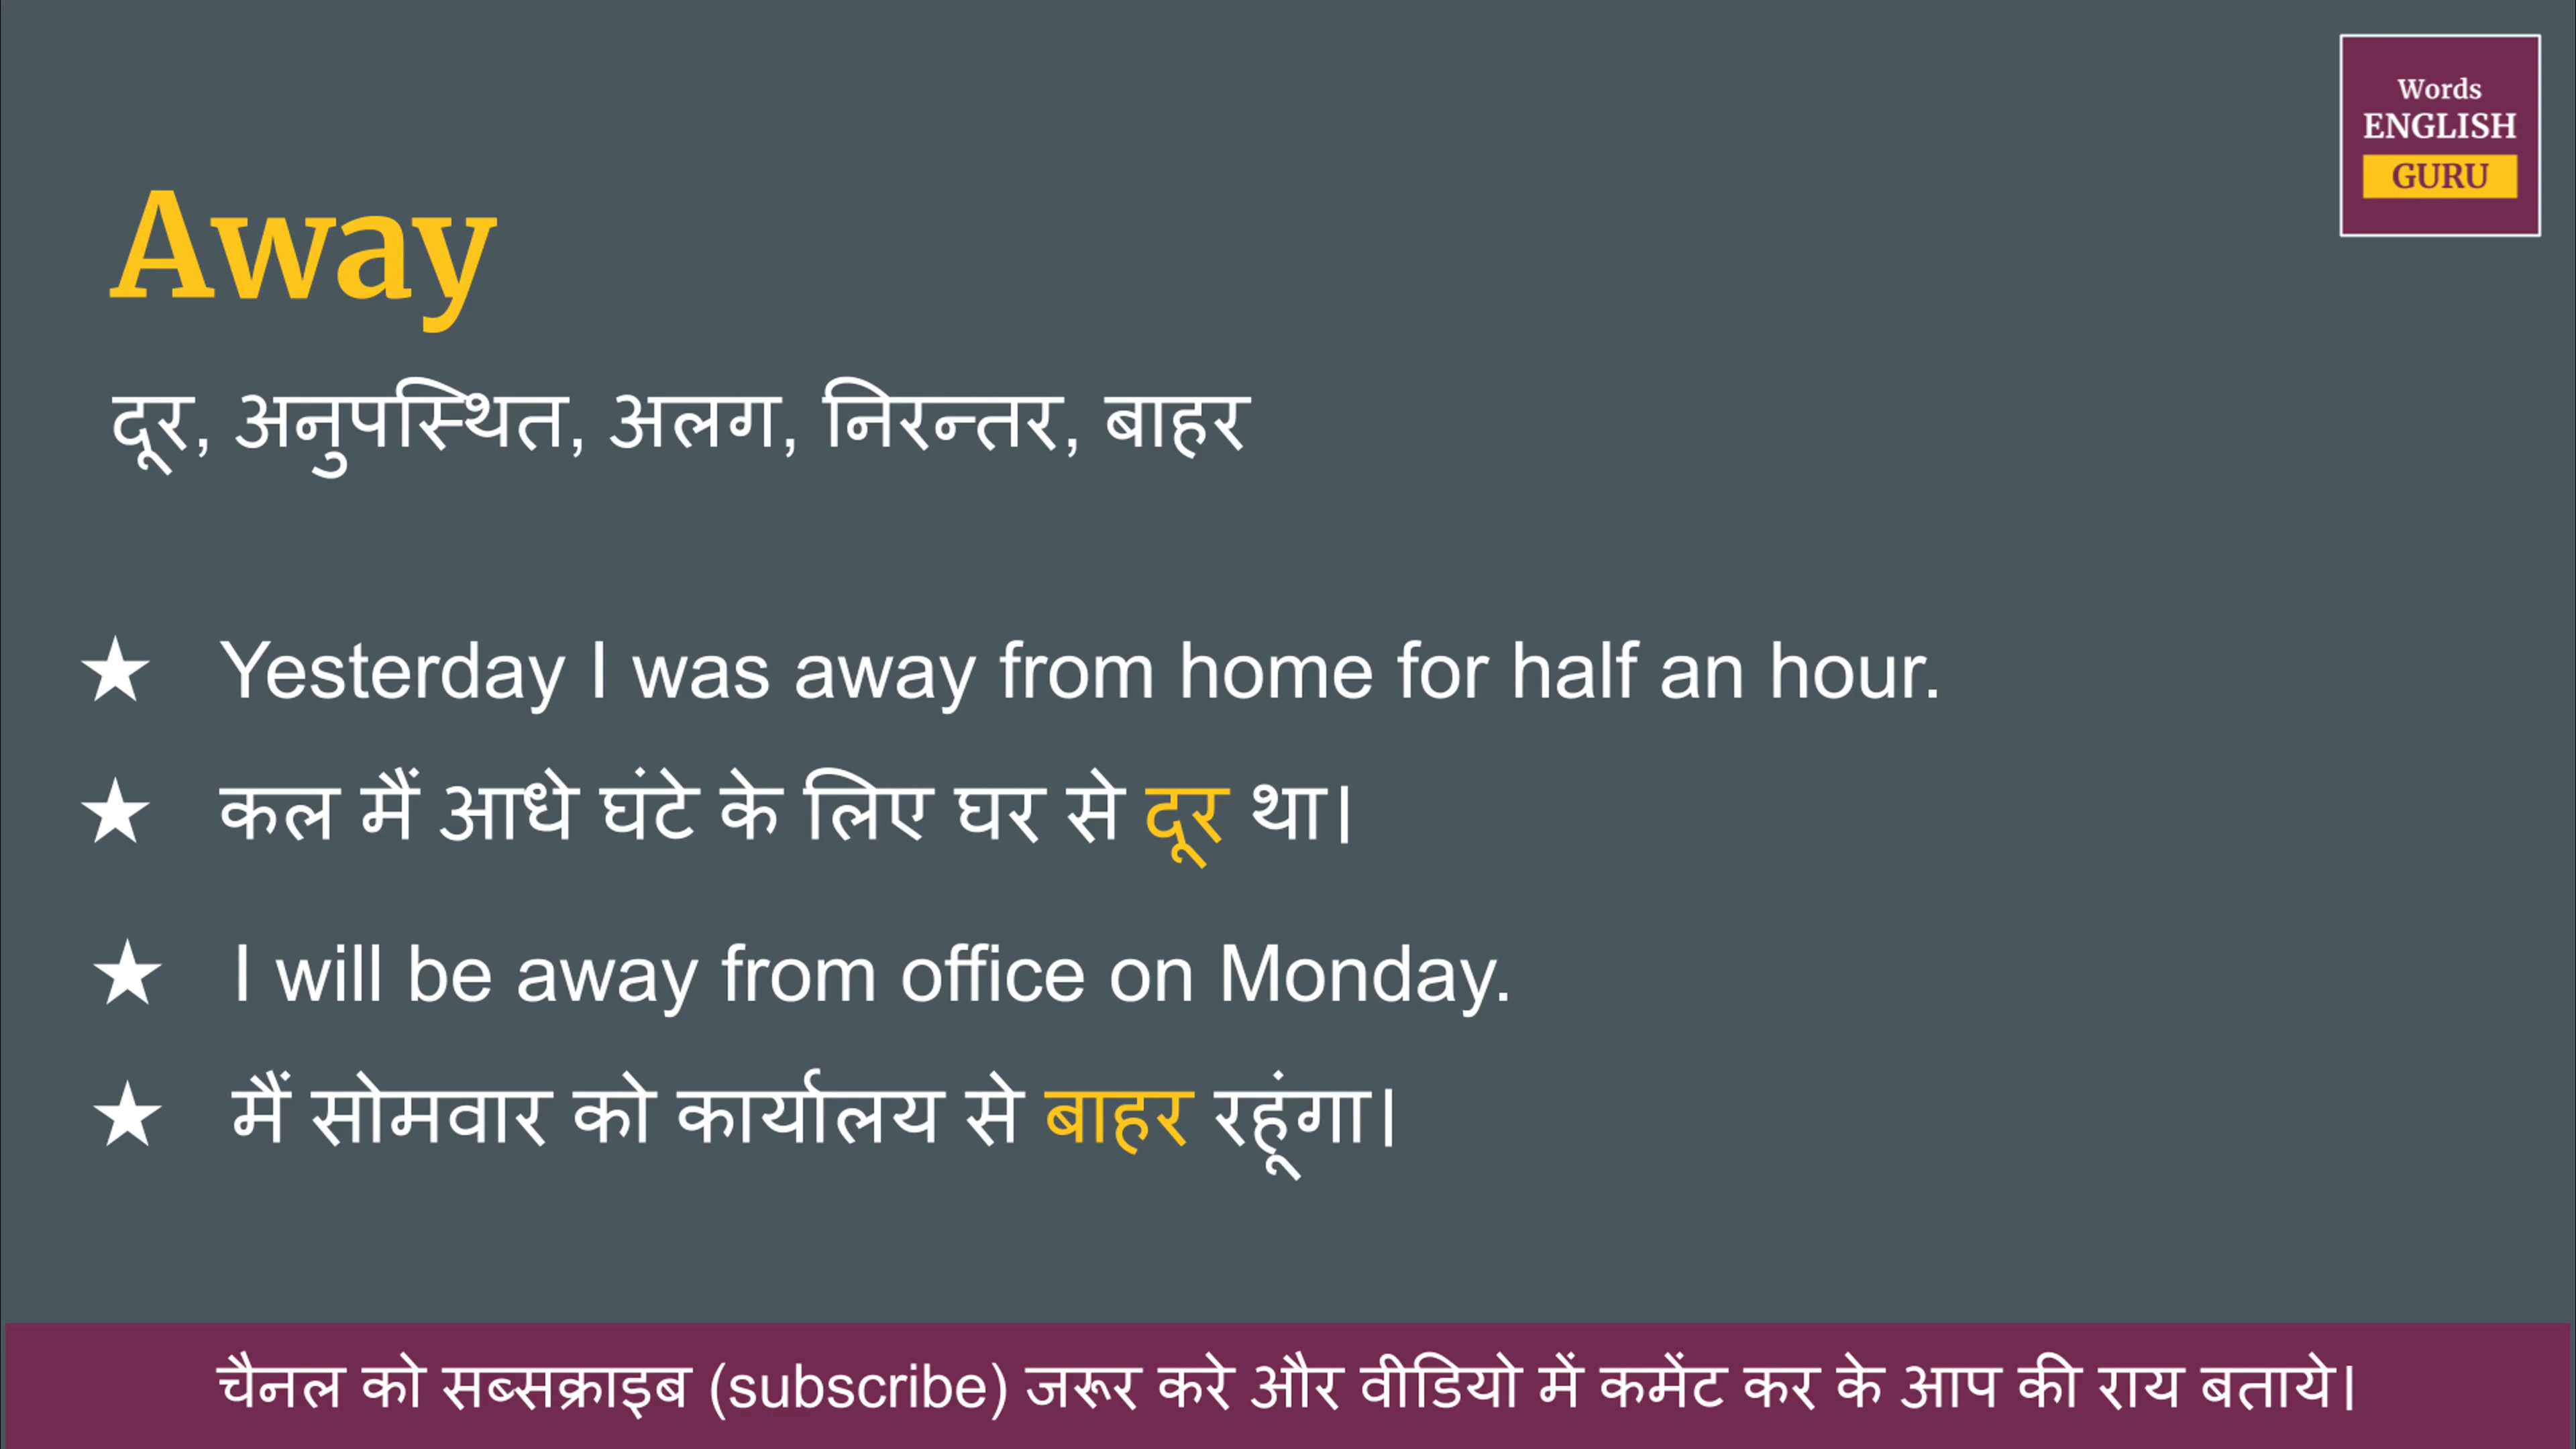 Words
ENGLISH
GURU
Away
दूर, अनुपस्थित, अलग, निरन्तर, बाहर
★ Yesterday I was away from home for half an hour.
★ कल मैं आधे घंटे के लिए घर से दूर था।
★ I will be away from office on Monday.
★ मैं सोमवार को कार्यालय से बाहर रहूंगा।
चैनल को सब्सक्राइब (subscribe) जरूर करे और वीडियो में कमेंट कर के आप की राय बताये।